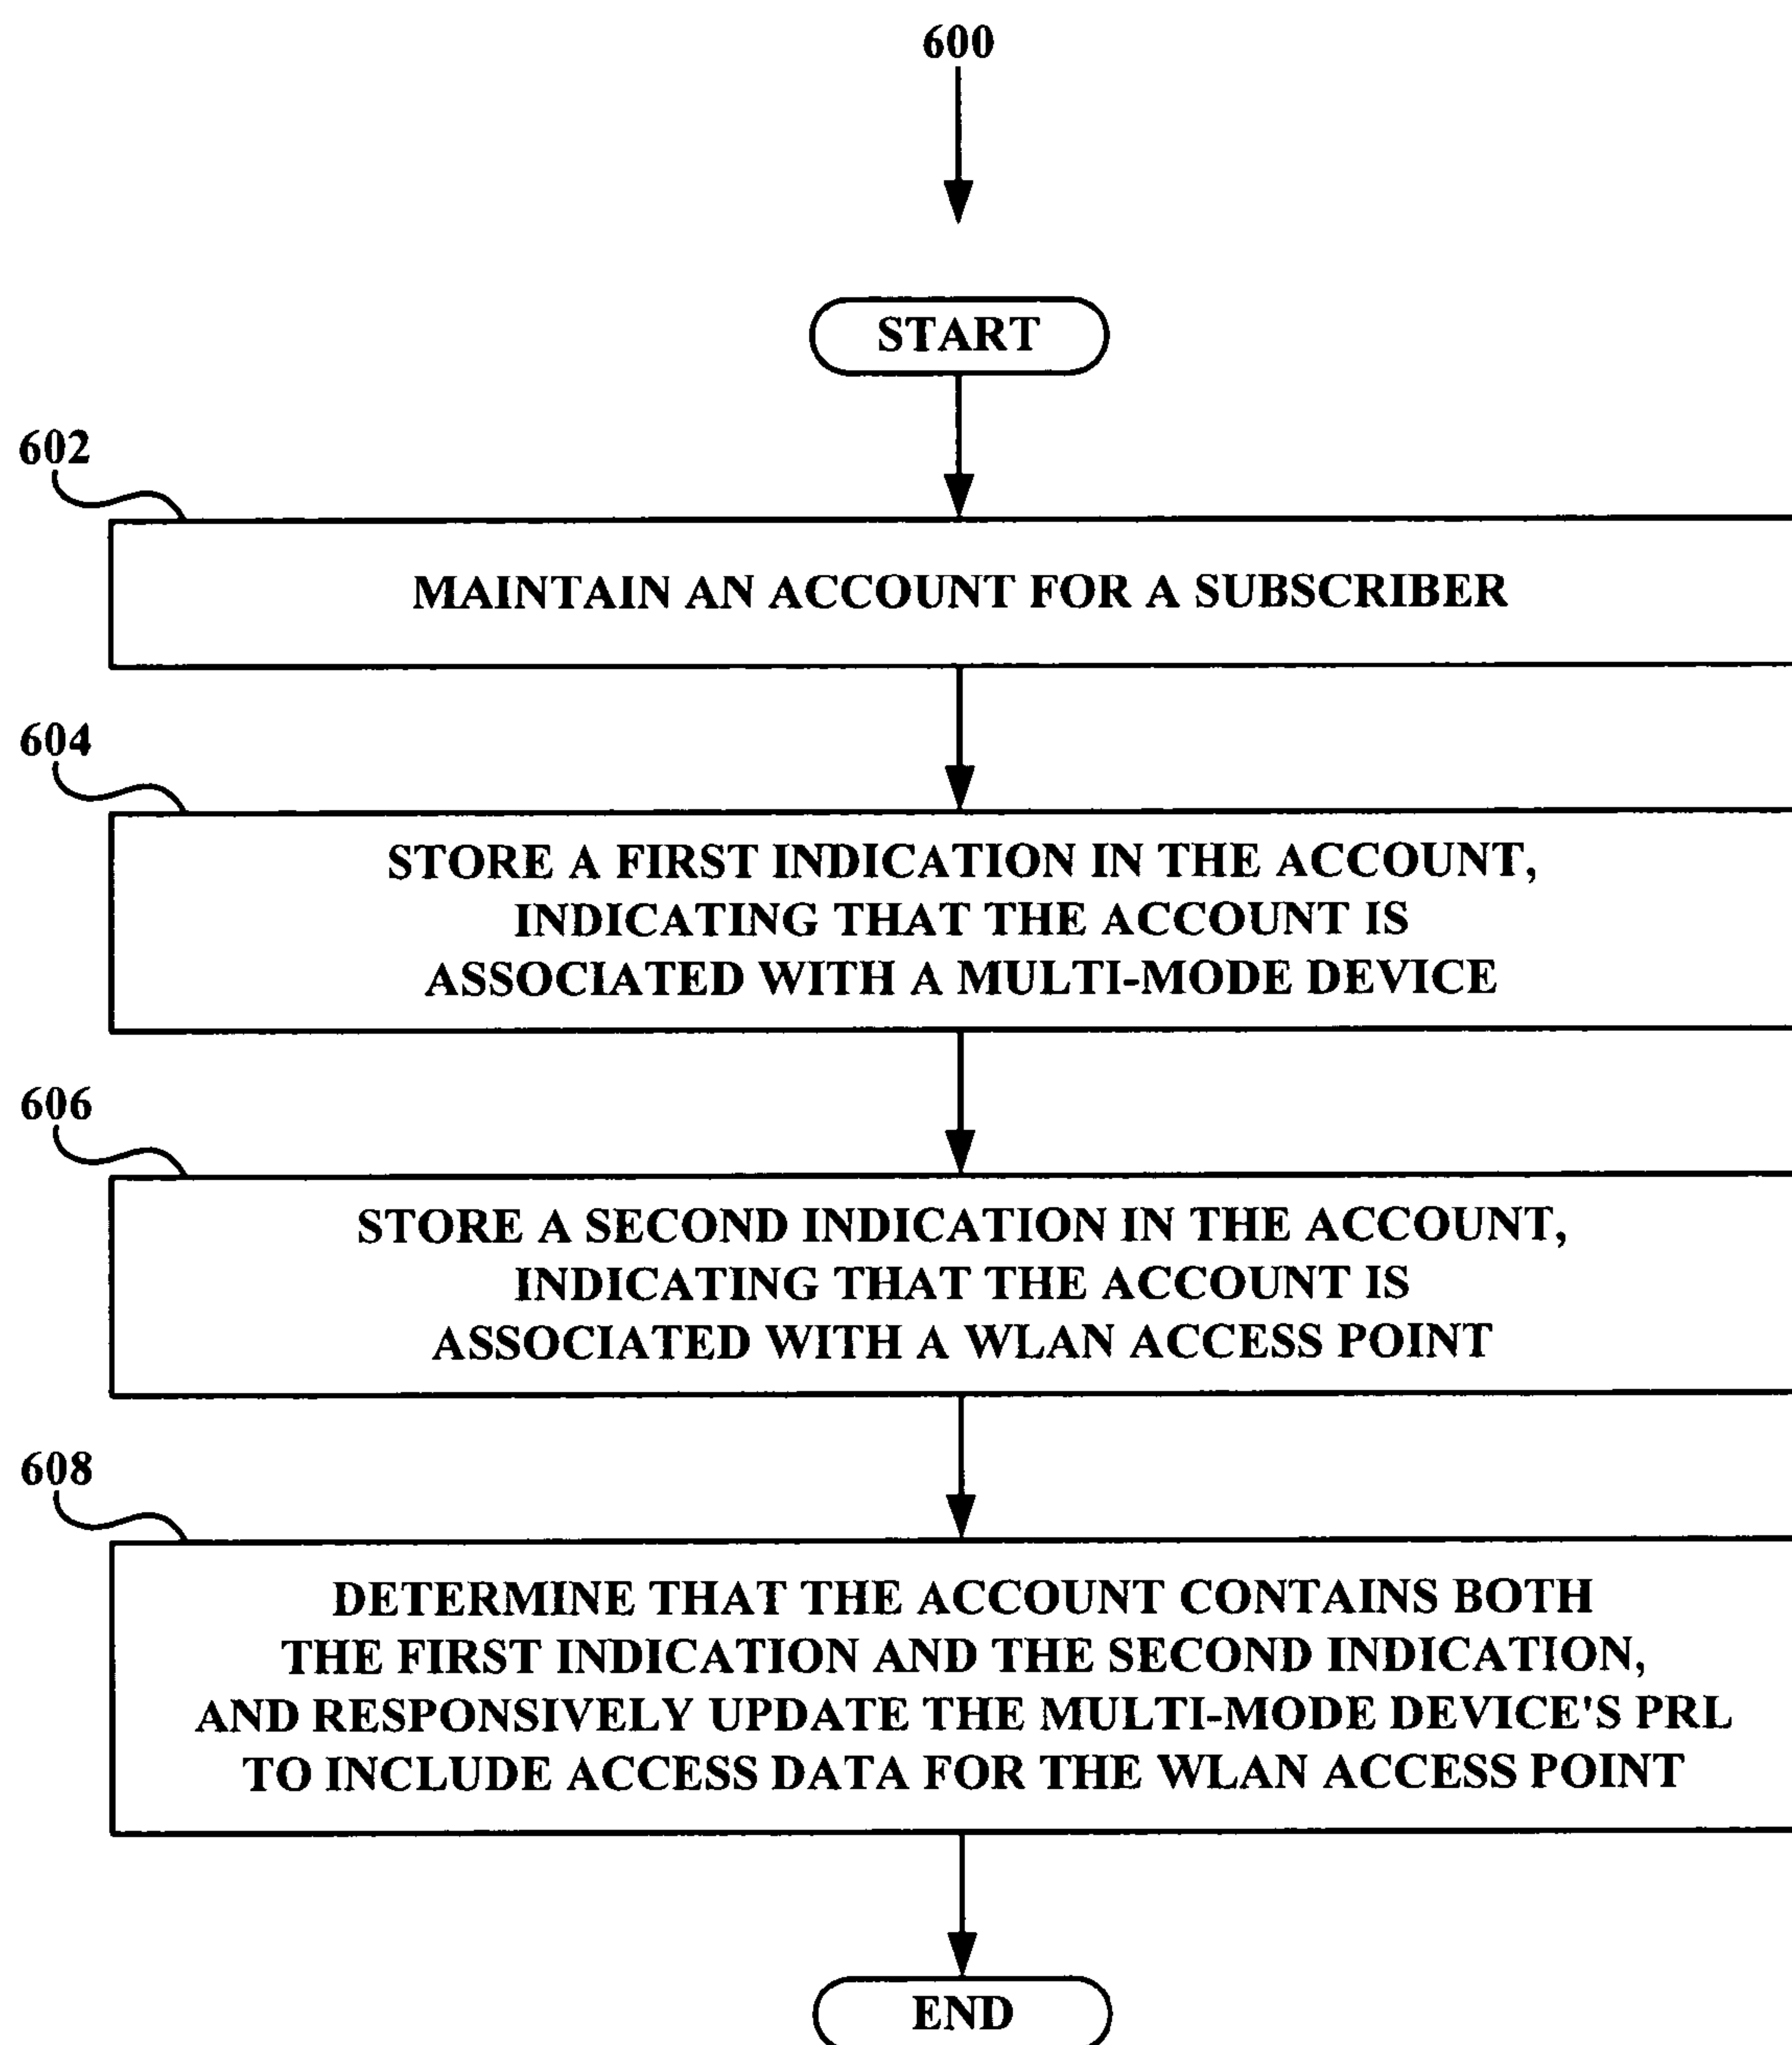 600
START
602
MAINTAIN AN ACCOUNT FOR A SUBSCRIBER
604
STORE A FIRST INDICATION IN THE ACCOUNT,
INDICATING THAT THE ACCOUNT IS
ASSOCIATED WITH A MULTI-MODE DEVICE
606
STORE A SECOND INDICATION IN THE ACCOUNT,
INDICATING THAT THE ACCOUNT IS
ASSOCIATED WITH A WLAN ACCESS POINT
608
DETERMINE THAT THE ACCOUNT CONTAINS BOTH
THE FIRST INDICATION AND THE SECOND INDICATION,
AND RESPONSIVELY UPDATE THE MULTI-MODE DEVICE'S PRL
TO INCLUDE ACCESS DATA FOR THE WLAN ACCESS POINT
END